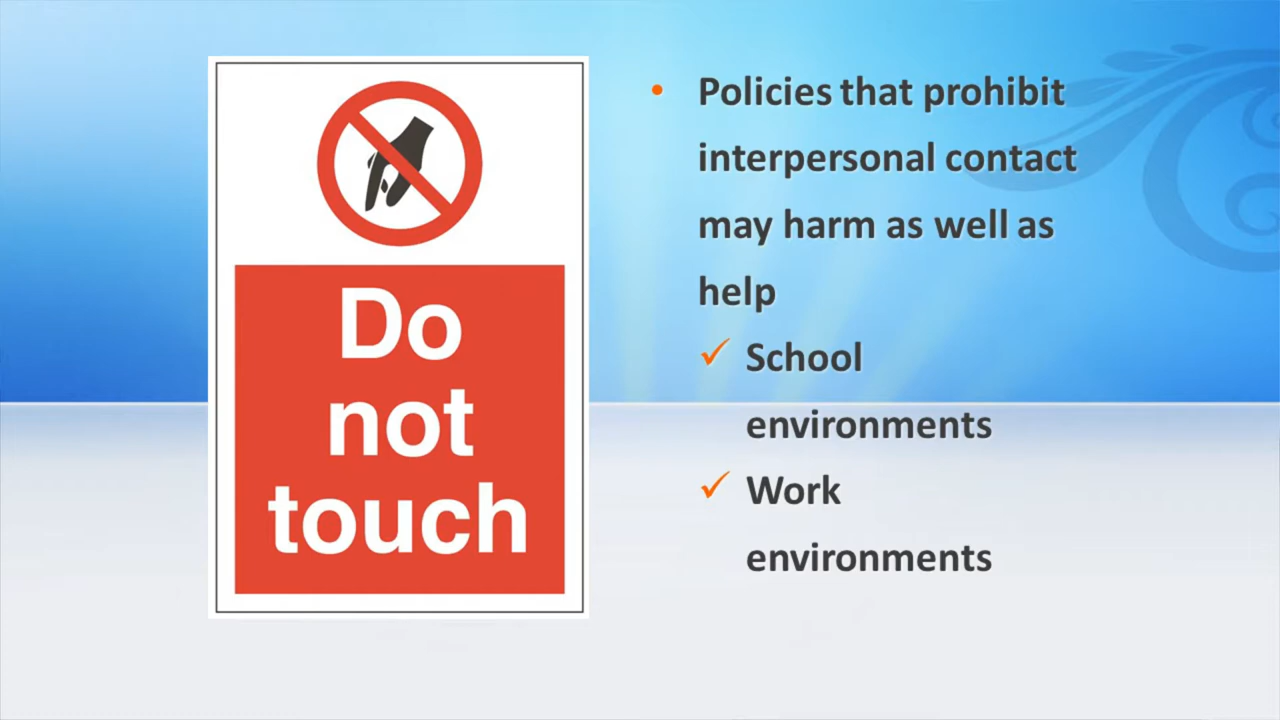 Do
not
touch
• Policies that prohibit
interpersonal contact
may harm as well as
help
✓ School
environments
✓ Work
environments